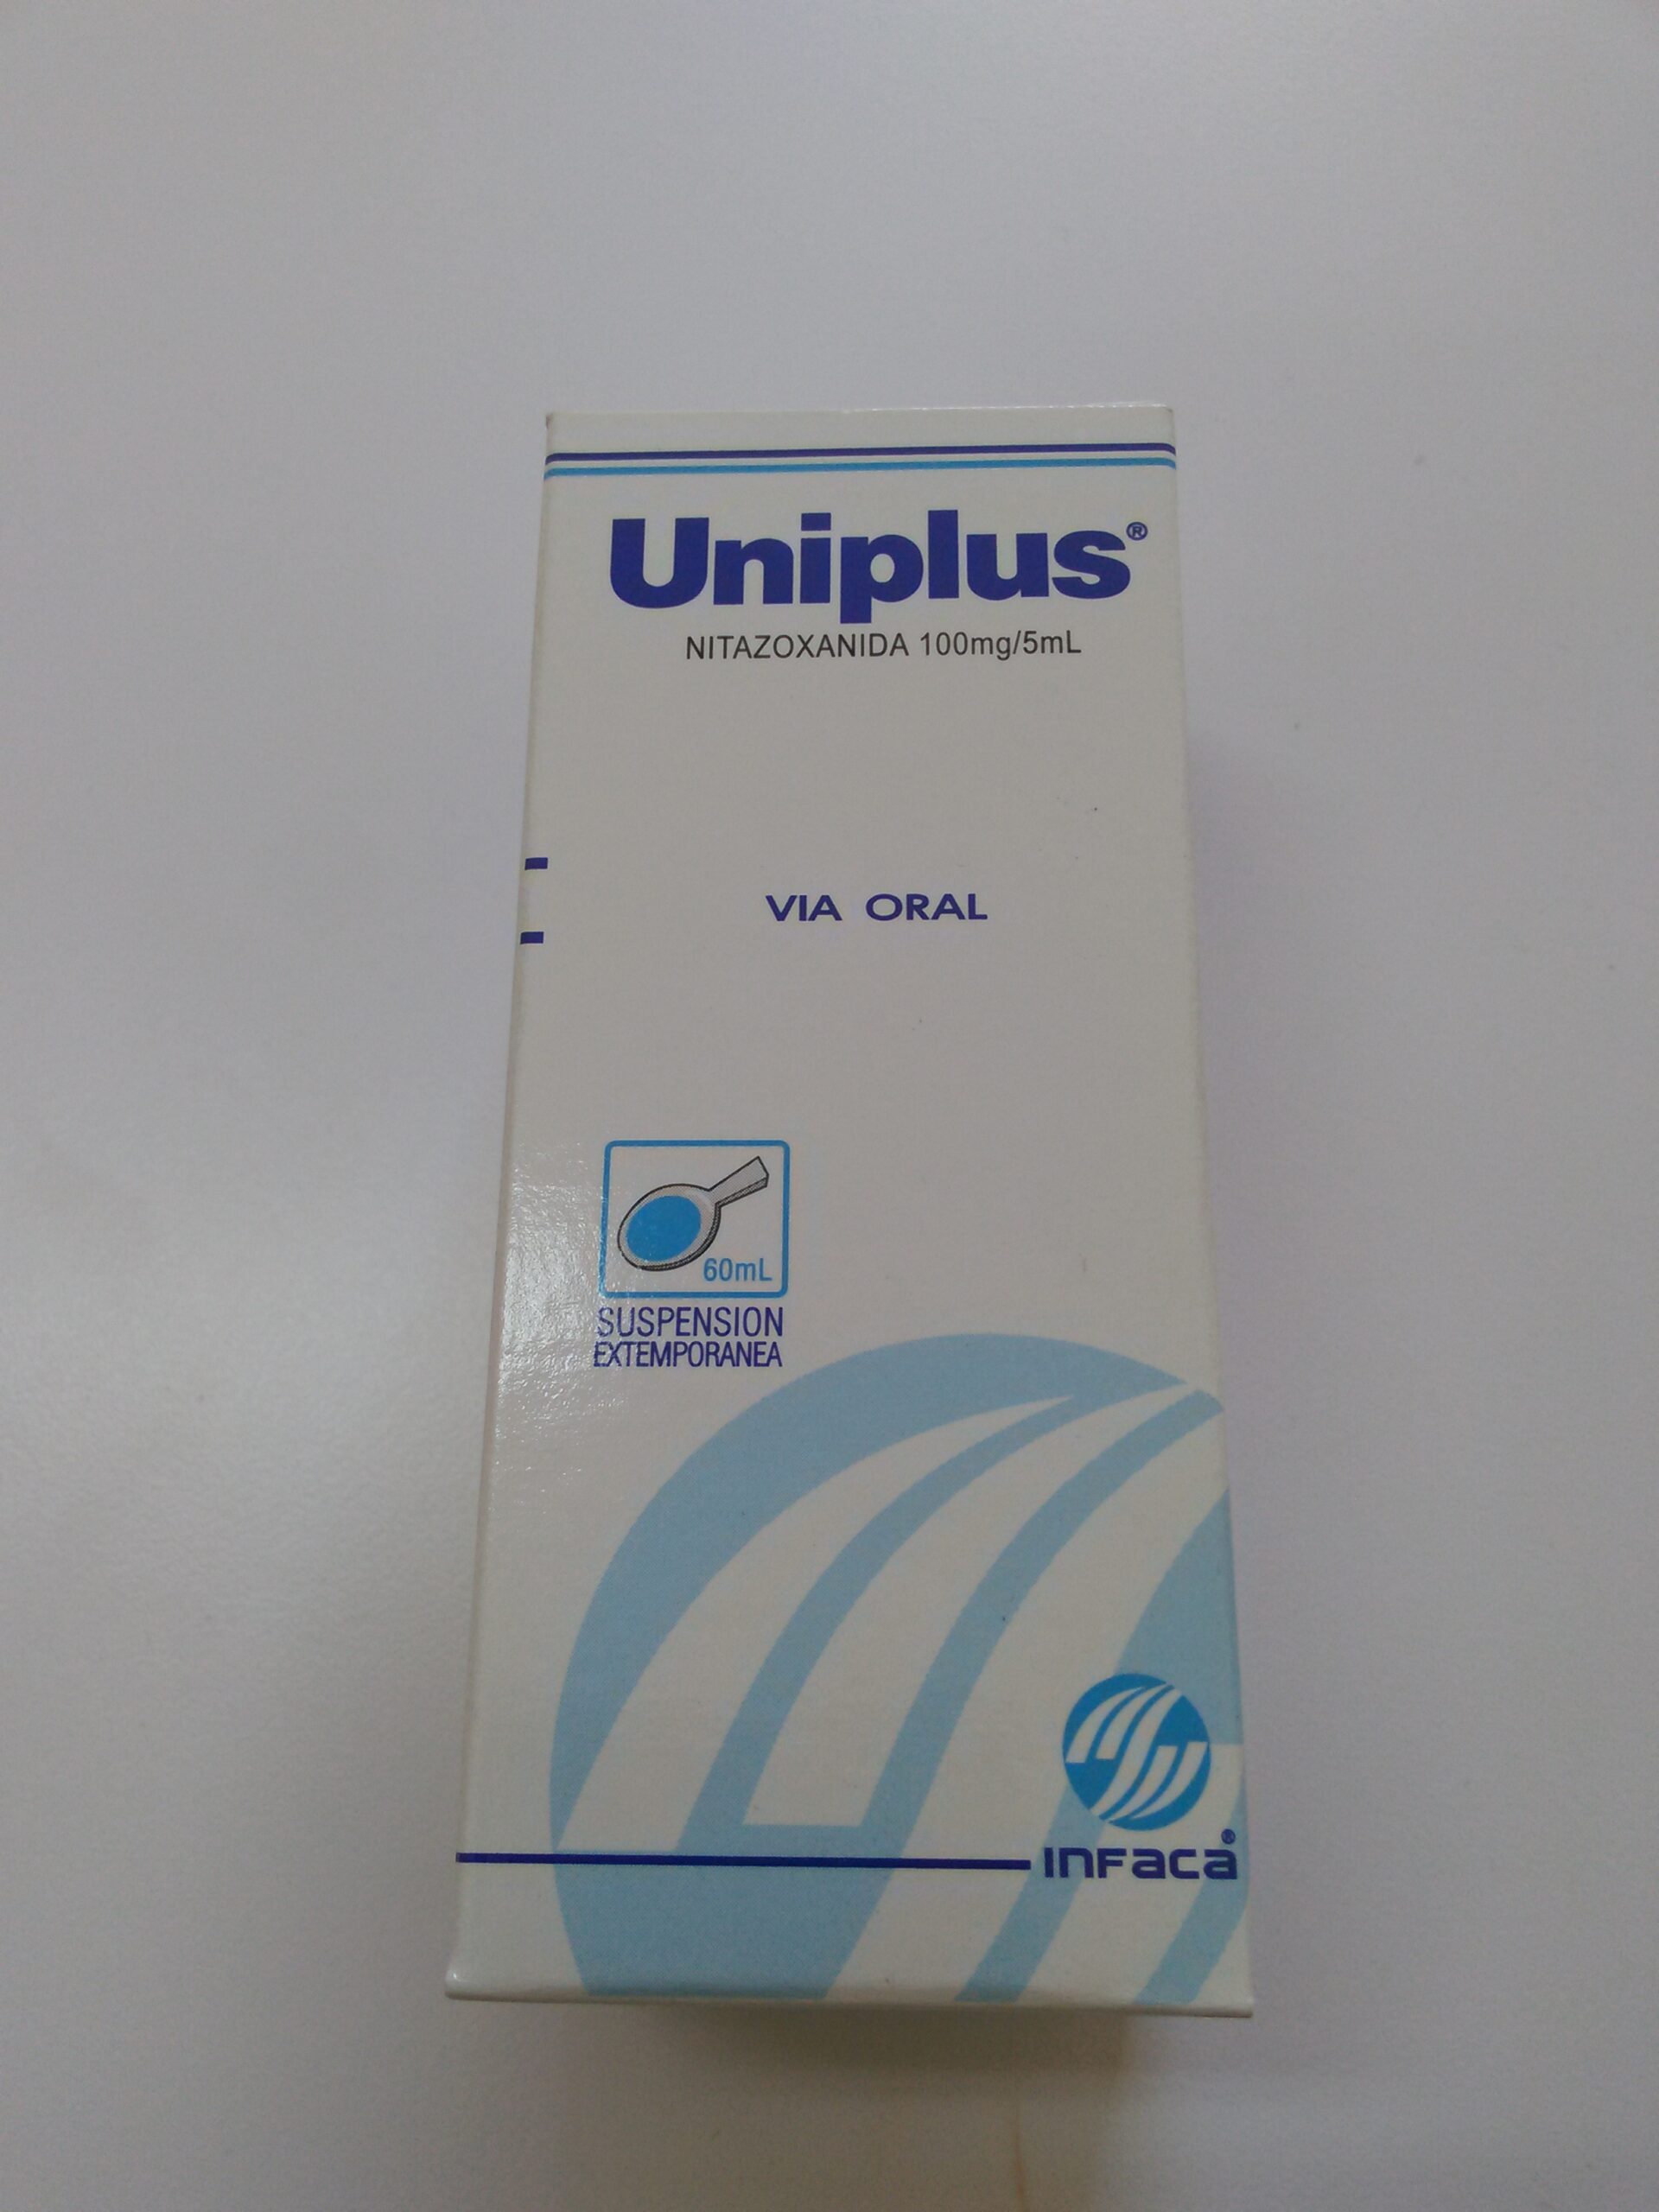 Uniplus®
NITAZOXANIDA 100mg/5mL
VIA ORAL
60mL
SUSPENSION
EXTEMPORANEA
INFACA®